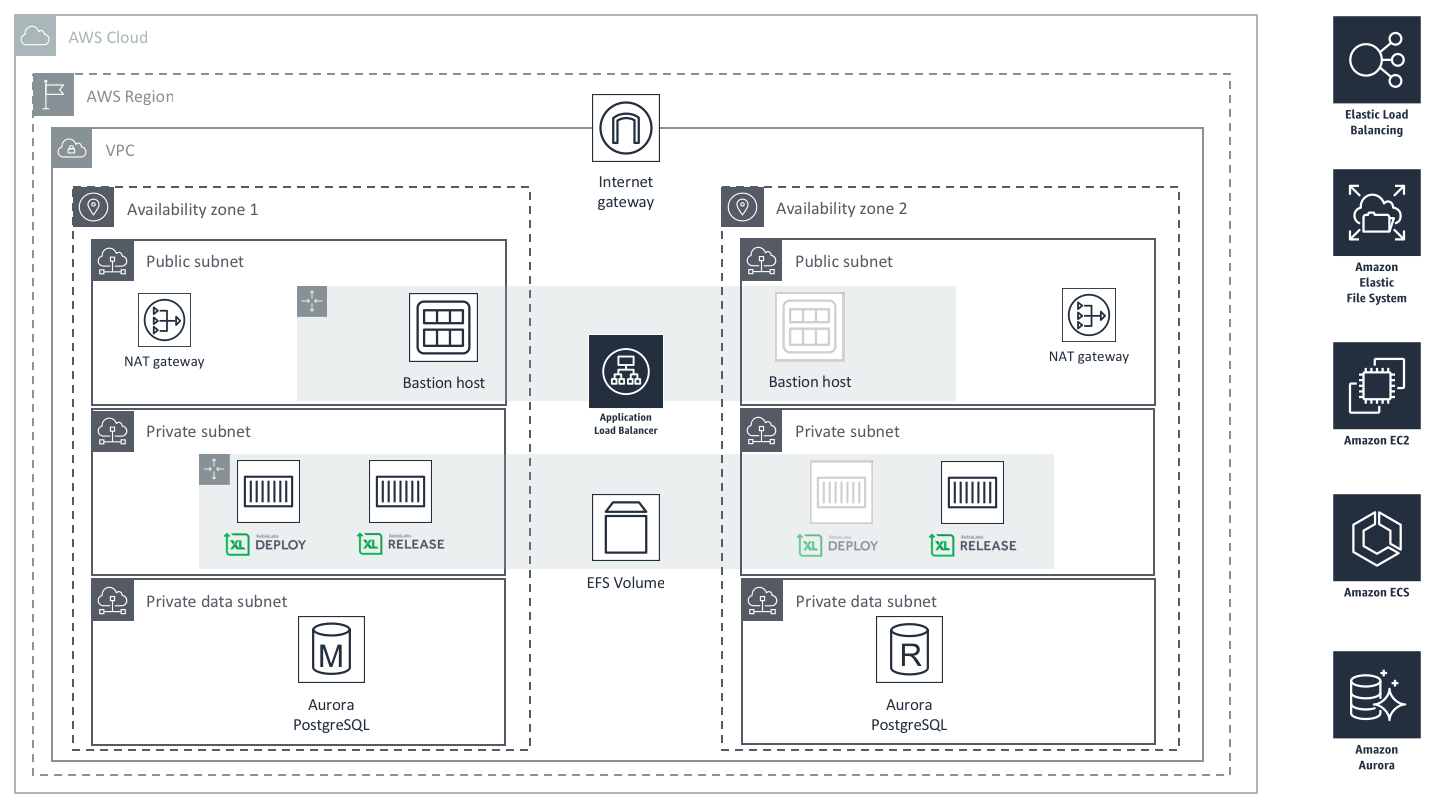 AWS Cloud
AWS Region
VPC
Internet
gateway
Availability zone 1
Public subnet
NAT gateway
Bastion host
Private subnet
XL
XebiaLabs
DEPLOY
XL
XebiaLabs
RELEASE
Private data subnet
M
Aurora
PostgreSQL
Application
Load Balancer
EFS Volume
Availability zone 2
Public subnet
Bastion host
NAT gateway
Private subnet
XL
XebiaLabs
DEPLOY
XL
XebiaLabs
RELEASE
Private data subnet
R
Aurora
PostgreSQL
Elastic Load
Balancing
Amazon
Elastic
File System
Amazon EC2
Amazon ECS
Amazon
Aurora